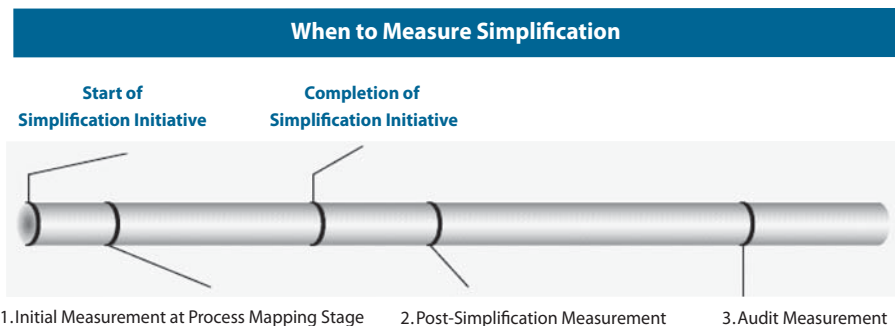 When to Measure Simplification
Start of
Simplification Initiative
Completion of
Simplification Initiative
1.Initial Measurement at Process Mapping Stage
2.Post-Simplification Measurement
3.Audit Measurement